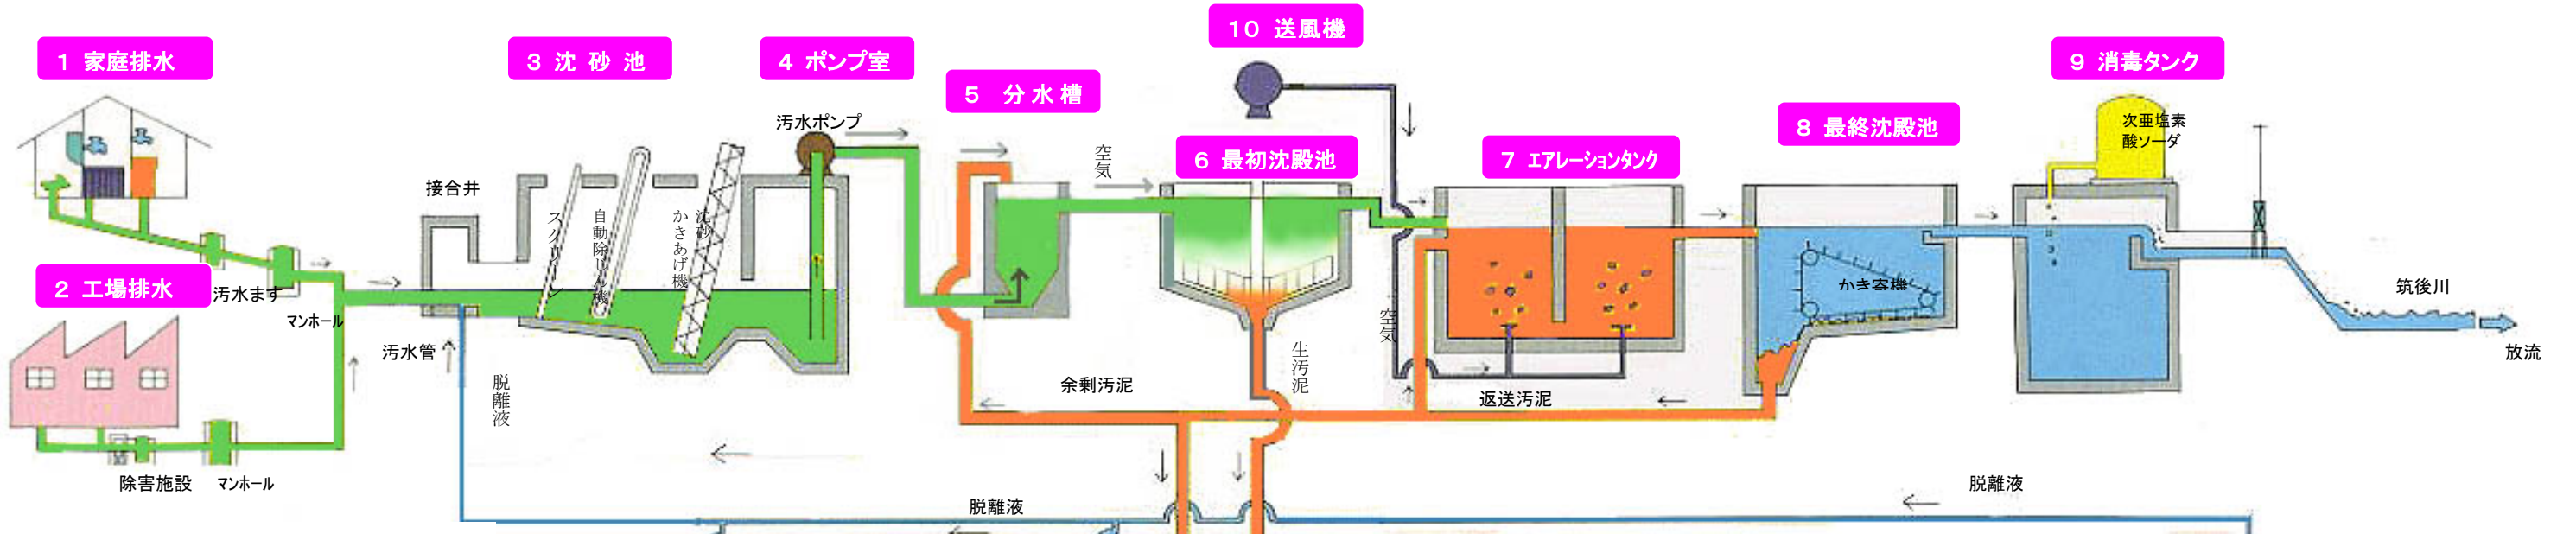 1 家庭排水
2 工場排水
3 沈砂池
4 ポンプ室
5 分水槽
6 最初沈殿池
7 エアレーションタンク
8 最終沈殿池
9 消毒タンク
10 送風機
汚水ます
マンホール
汚水管
除害施設
マンホール
接合井
スクリーン
自動除じん機
沈砂
かきあげ機
汚水ポンプ
脱離液
空気
余剰汚泥
生汚泥
空気
返送汚泥
かき寄機
次亜塩素
酸ソーダ
筑後川
放流
脱離液
脱離液